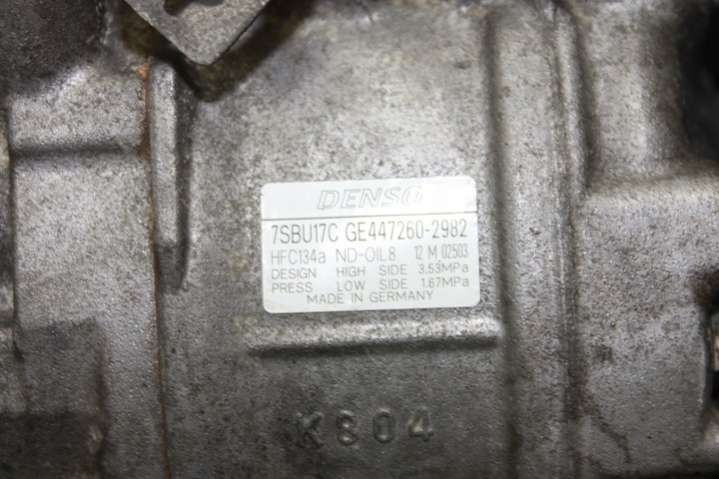 DENSO
7SBU17C GE447260-2982
HFC134a ND-OIL8 12 M 02503
DESIGN HIGH SIDE 3.53MPa
PRESS LOW SIDE 1.67MPa
MADE IN GERMANY
K304